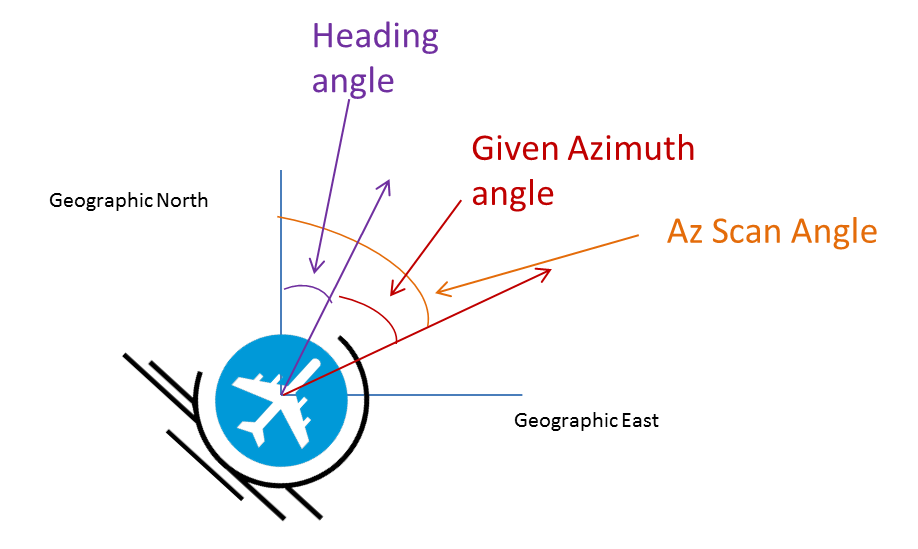 Heading
angle
Given Azimuth
angle
Geographic North
Az Scan Angle
Geographic East